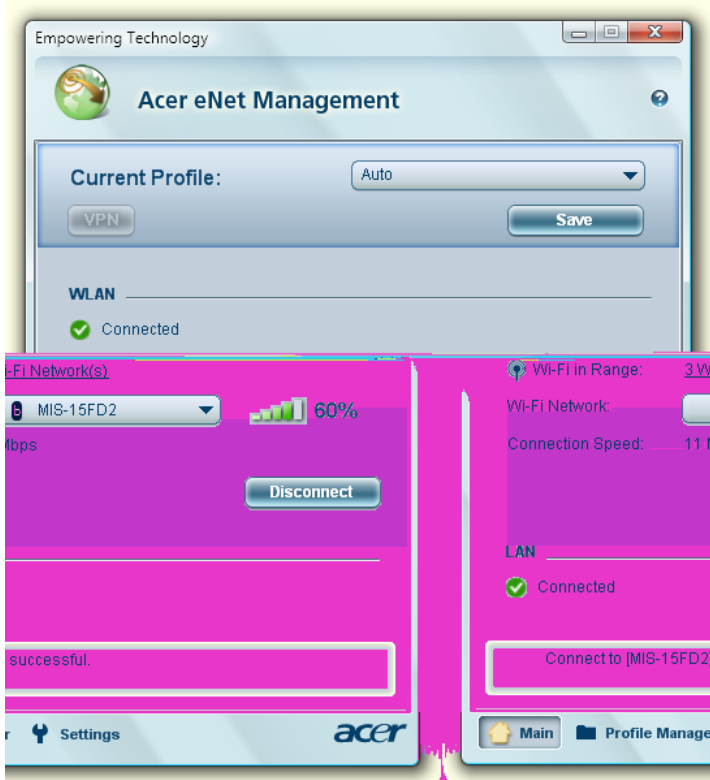 Empowering Technology
Acer eNet Management
Current Profile:
Auto
VPN
Save
WLAN
Connected
i-Fi Network(s)
MIS-15FD2
60%
Mbps
Disconnect
successful.
r Settings
acer
Wi-Fi in Range: 3 W
Wi-Fi Network:
Connection Speed: 11 M
LAN
Connected
Connect to [MIS-15FD2]
Main
Profile Manage